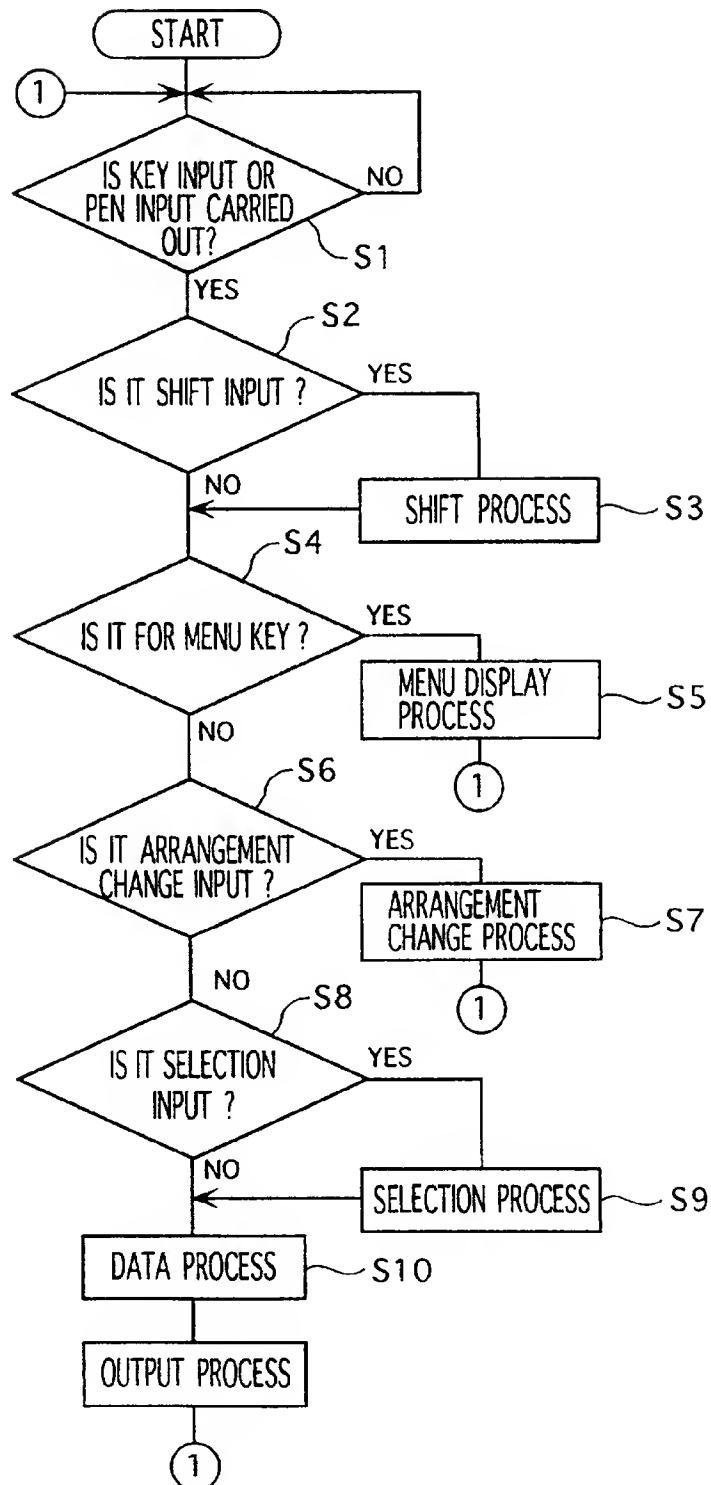 START
1
IS KEY INPUT OR
PEN INPUT CARRIED
OUT?
NO
S1
YES
S2
IS IT SHIFT INPUT ?
YES
NO
SHIFT PROCESS
S3
S4
IS IT FOR MENU KEY ?
YES
MENU DISPLAY
PROCESS
S5
NO
1
S6
IS IT ARRANGEMENT
CHANGE INPUT ?
YES
ARRANGEMENT
CHANGE PROCESS
S7
NO
1
S8
IS IT SELECTION
INPUT ?
YES
NO
SELECTION PROCESS
S9
DATA PROCESS
S10
OUTPUT PROCESS
1